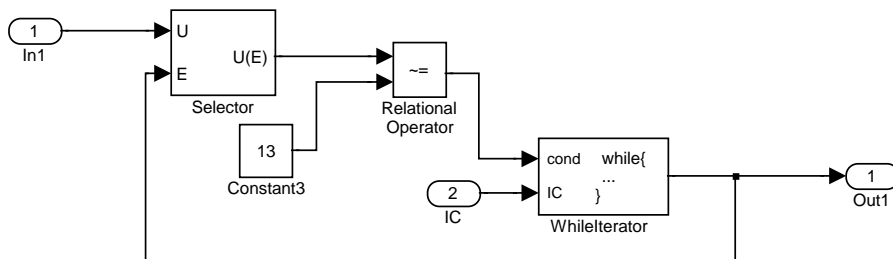 1
In1
U
E
U(E)
Selector
~=
Relational
Operator
13
Constant3
2
IC
cond while{
...
IC
}
WhileIterator
1
Out1